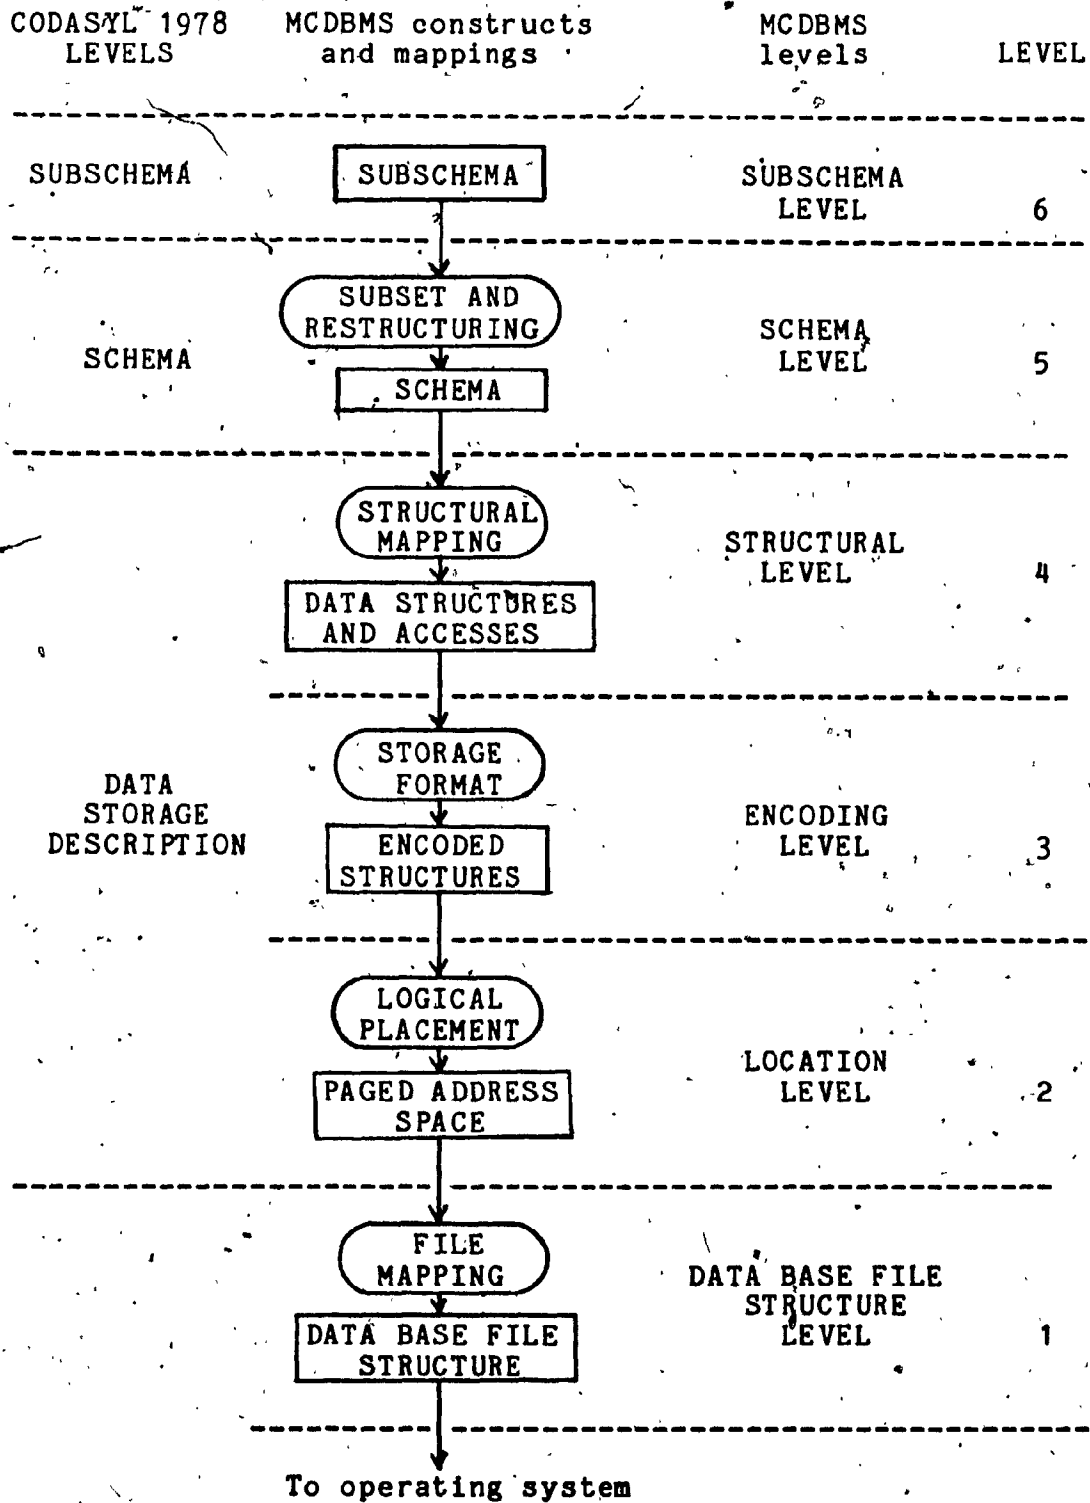 CODASYL 1978 MCDBMS constructs MCDBMS
LEVELS and mappings levels LEVEL
SUBSCHEMA SUBSCHEMA SUBSCHEMA
LEVEL 6
SUBSET AND
RESTRUCTURING
SCHEMA SCHEMA
LEVEL 5
SCHEMA
STRUCTURAL
MAPPING
STRUCTURAL
LEVEL 4
DATA STRUCTURES
AND ACCESSES
STORAGE
FORMAT
DATA
STORAGE
DESCRIPTION
ENCODING
LEVEL 3
ENCODED
STRUCTURES
LOGICAL
PLACEMENT
LOCATION
LEVEL 2
PAGED ADDRESS
SPACE
FILE
MAPPING
DATA BASE FILE
STRUCTURE
LEVEL 1
DATA BASE FILE
STRUCTURE
To operating system